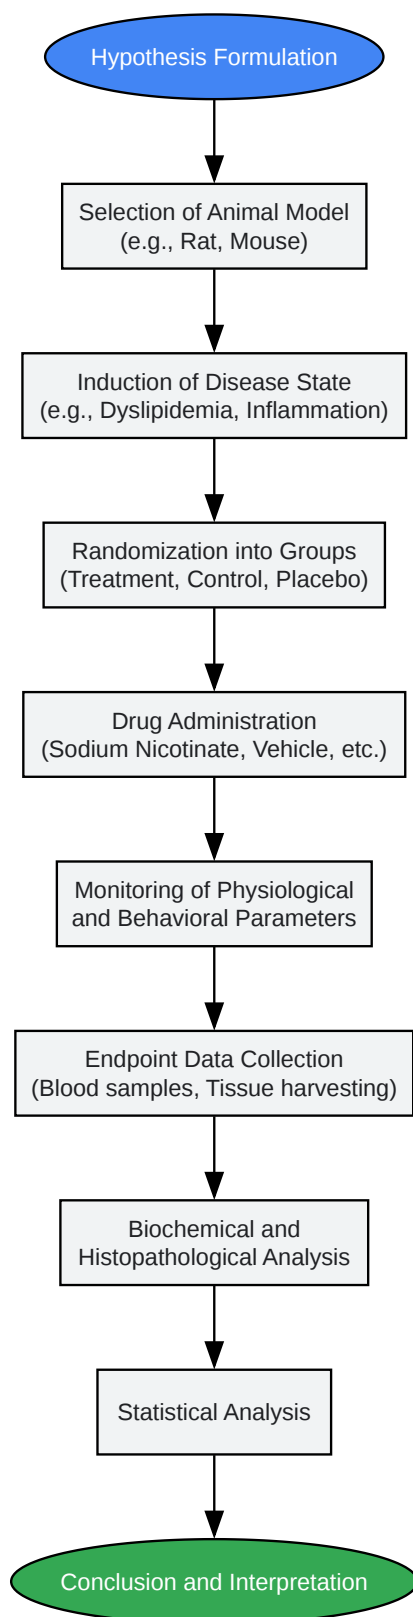 Hypothesis Formulation
Selection of Animal Model
(e.g., Rat, Mouse)
Induction of Disease State
(e.g., Dyslipidemia, Inflammation)
Randomization into Groups
(Treatment, Control, Placebo)
Drug Administration
(Sodium Nicotinate, Vehicle, etc.)
Monitoring of Physiological
and Behavioral Parameters
Endpoint Data Collection
(Blood samples, Tissue harvesting)
Biochemical and
Histopathological Analysis
Statistical Analysis
Conclusion and Interpretation